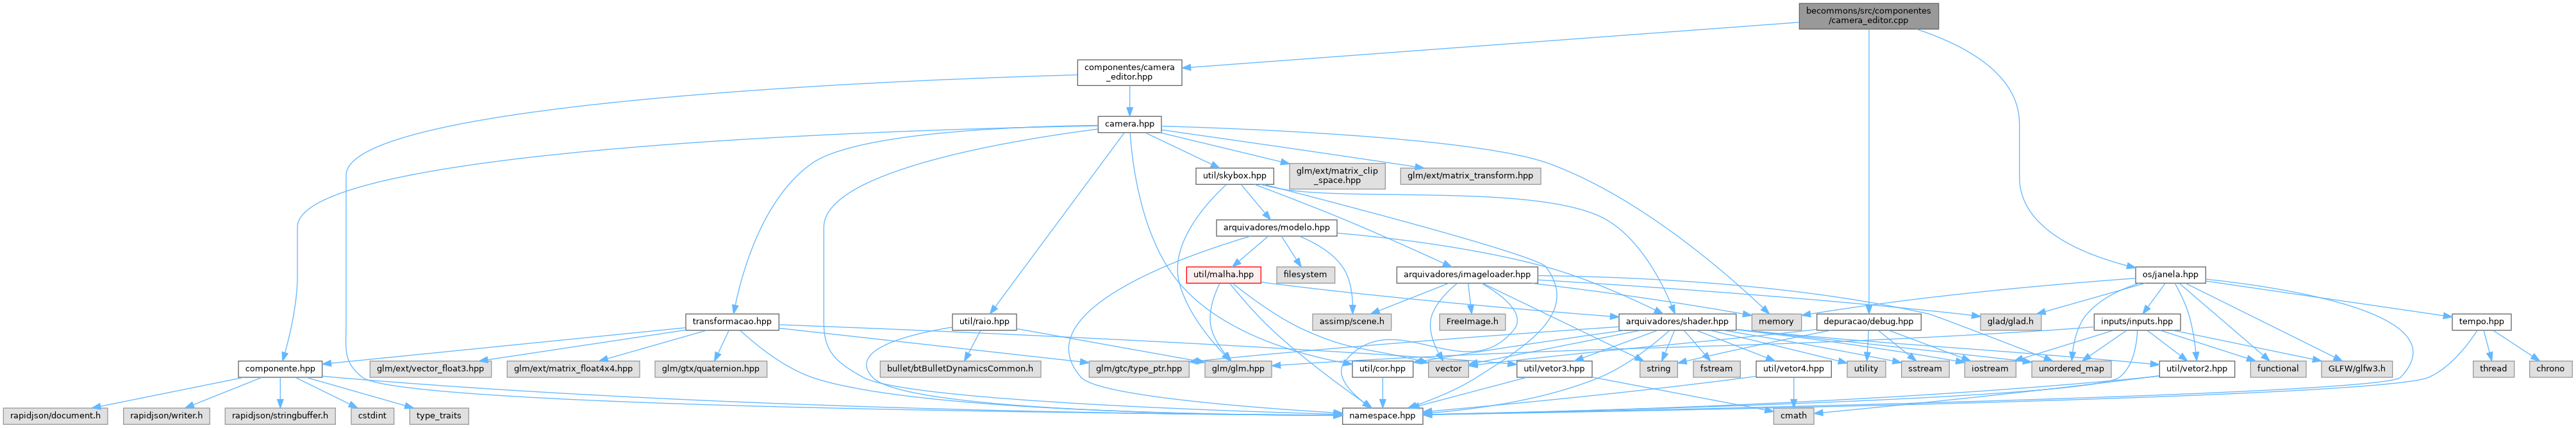 becommons/src/componentes
/camera_editor.cpp
componentes/camera
_editor.hpp
camera.hpp
util/skybox.hpp
glm/ext/matrix_clip
_space.hpp
glm/ext/matrix_transform.hpp
arquivadores/modelo.hpp
util/malha.hpp
filesystem
arquivadores/imageloader.hpp
os/janela.hpp
transformacao.hpp
util/raio.hpp
assimp/scene.h
FreeImage.h
arquivadores/shader.hpp
memory
depuracao/debug.hpp
glad/glad.h
inputs/inputs.hpp
tempo.hpp
componente.hpp
glm/ext/vector_float3.hpp
glm/ext/matrix_float4x4.hpp
glm/gtx/quaternion.hpp
bullet/btBulletDynamicsCommon.h
glm/gtc/type_ptr.hpp
glm/glm.hpp
util/cor.hpp
vector
util/vetor3.hpp
string
fstream
util/vetor4.hpp
utility
sstream
iostream
unordered_map
util/vetor2.hpp
functional
GLFW/glfw3.h
thread
chrono
rapidjson/document.h
rapidjson/writer.h
rapidjson/stringbuffer.h
cstdint
type_traits
namespace.hpp
cmath